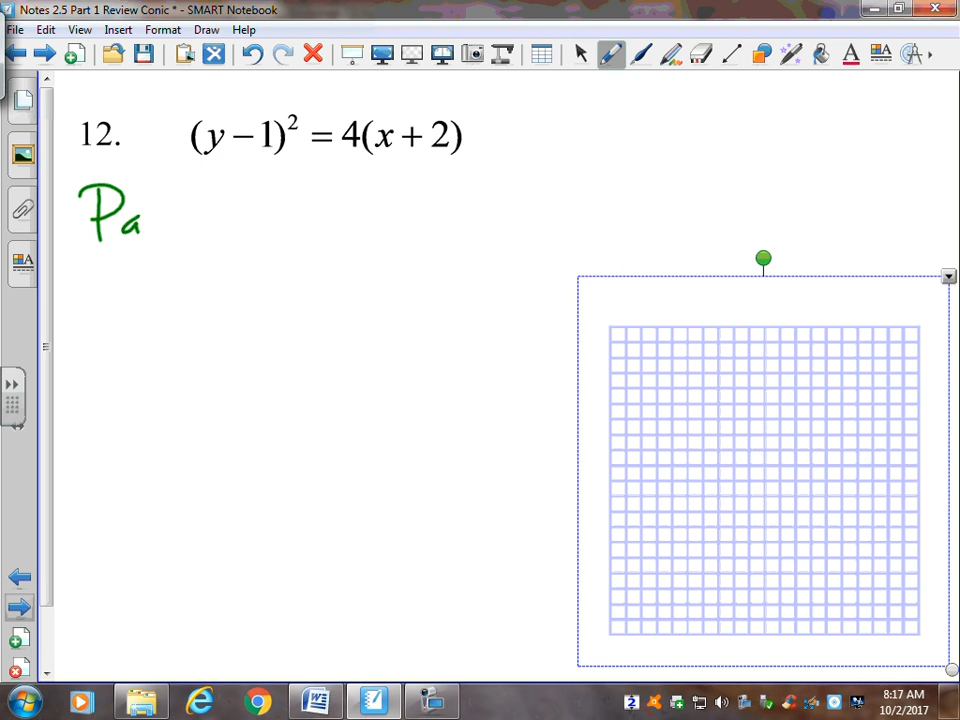 Notes 2.5 Part 1 Review Conic * - SMART Notebook
File Edit View Insert Format Draw Help
12. (y − 1)² = 4(x + 2)
Pa
8:17 AM
10/2/2017